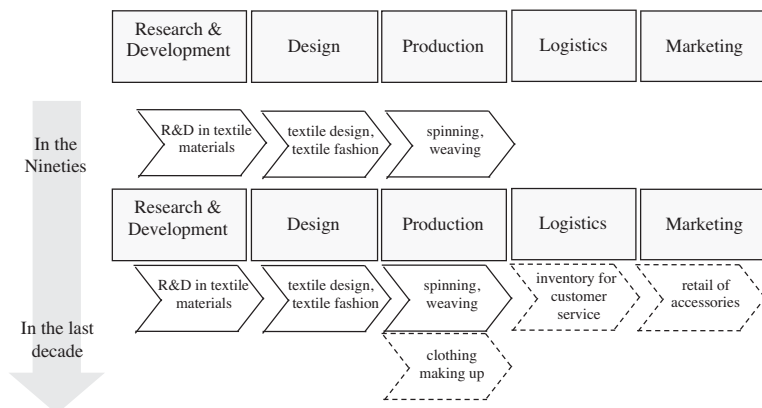 Research &
Development
Design
Production
Logistics
Marketing
In the
Nineties
R&D in textile
materials
textile design,
textile fashion
spinning,
weaving
Research &
Development
Design
Production
Logistics
Marketing
In the last
decade
R&D in textile
materials
textile design,
textile fashion
spinning,
weaving
inventory for
customer
service
retail of
accessories
clothing
making up